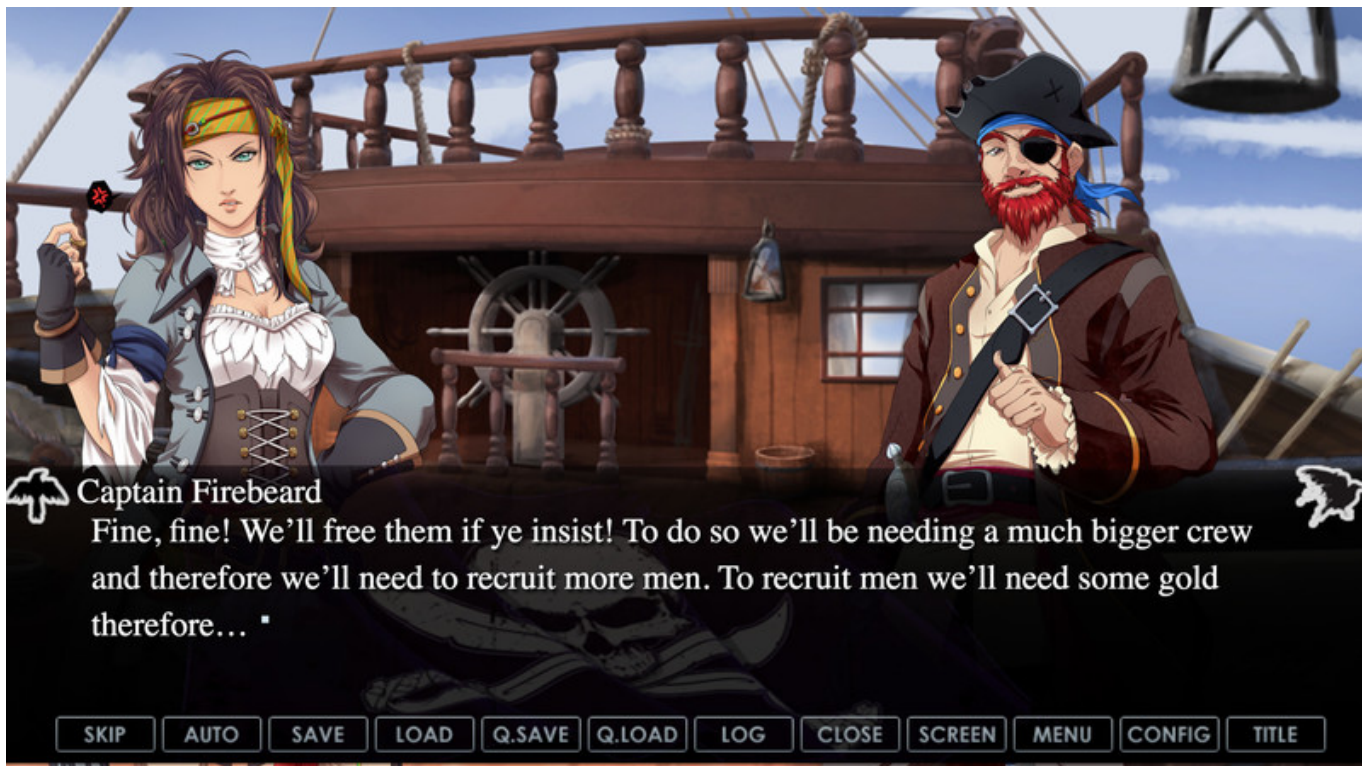 Captain Firebeard
Fine, fine! We’ll free them if ye insist! To do so we’ll be needing a much bigger crew
and therefore we’ll need to recruit more men. To recruit men we’ll need some gold
therefore…
SKIP AUTO SAVE LOAD Q.SAVE Q.LOAD LOG CLOSE SCREEN MENU CONFIG TITLE